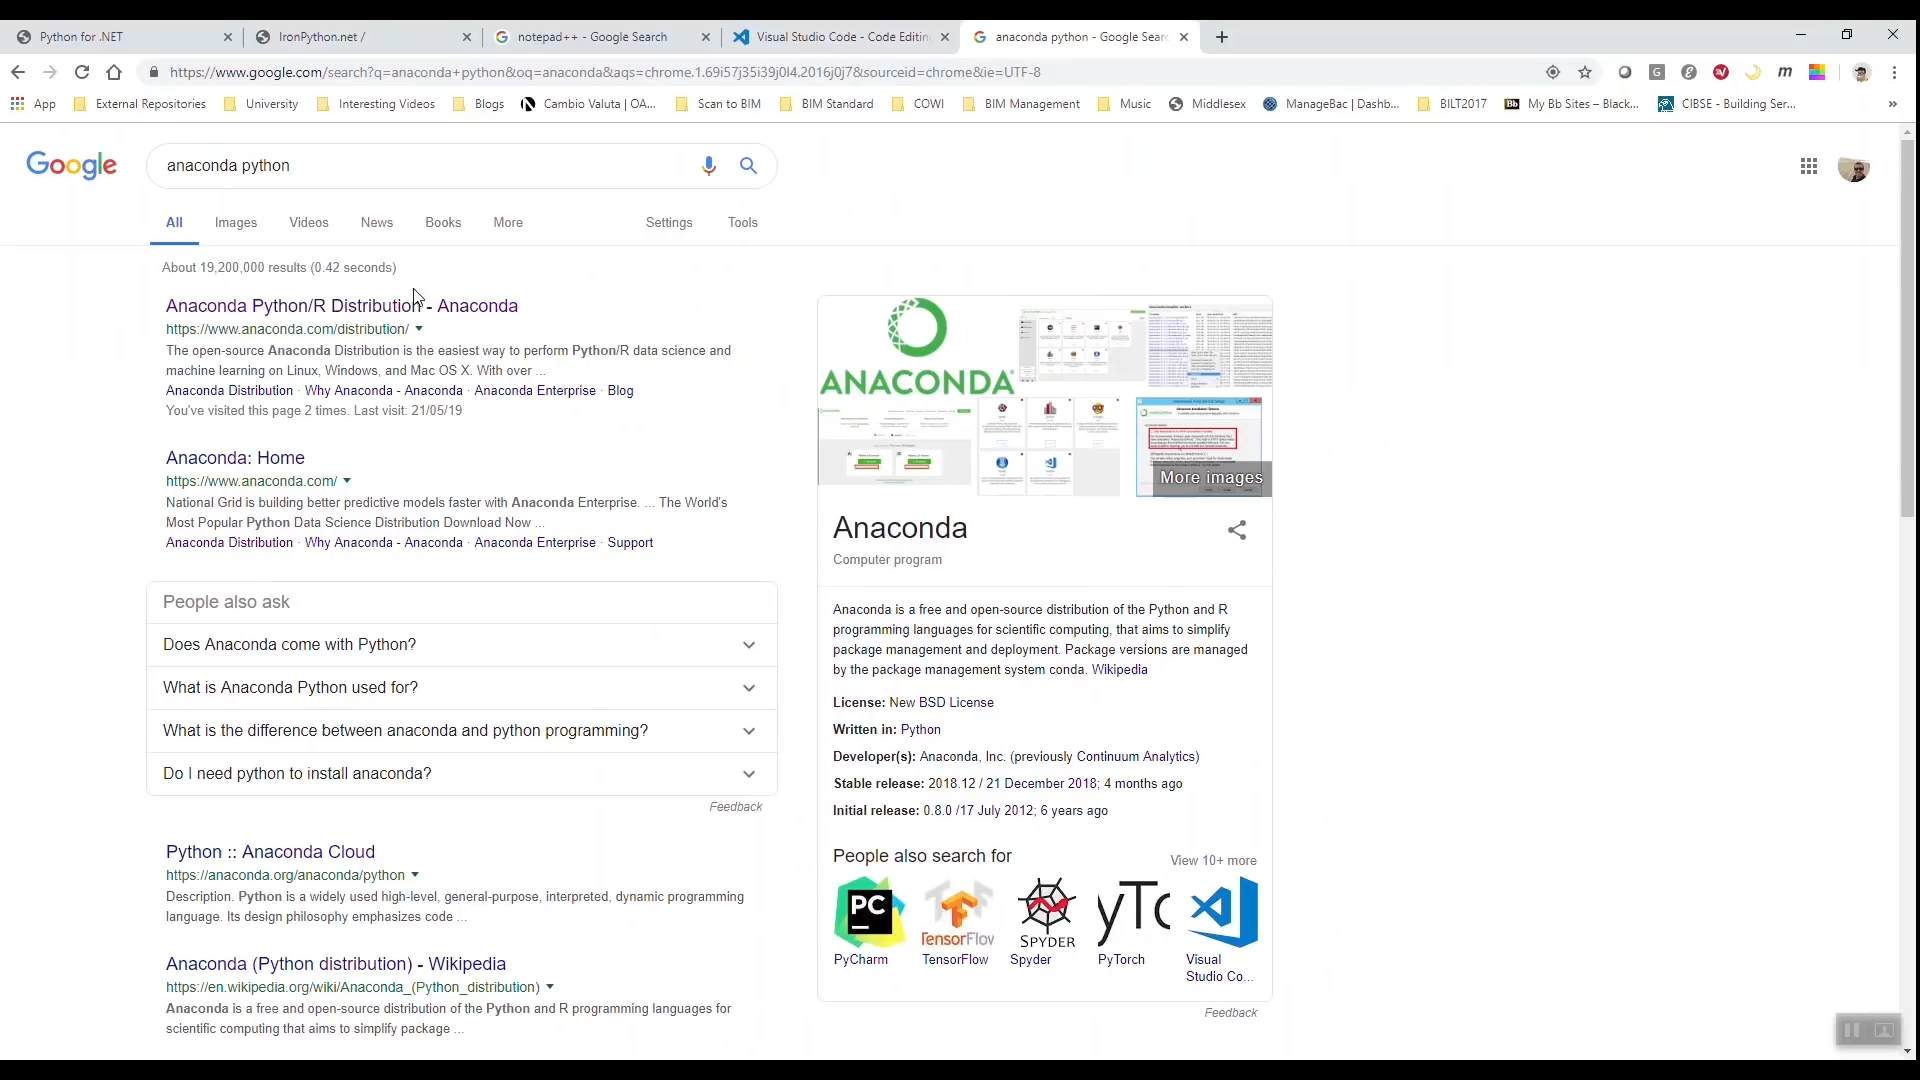 Python for .NET
IronPython.net /
notepad++ - Google Search
Visual Studio Code - Code Editing
anaconda python - Google Search
https://www.google.com/search?q=anaconda+python&oq=anaconda&aqs=chrome.1.69i57j35i39j0l4.2016j0j7&sourceid=chrome&ie=UTF-8
App
External Repositories
University
Interesting Videos
Blogs
Cambio Valuta | OA...
Scan to BIM
BIM Standard
COWI
BIM Management
Music
Middlesex
ManageBac | Dashb...
BILT2017
My Bb Sites – Black...
CIBSE - Building Ser...
Google
anaconda python
All
Images
Videos
News
Books
More
Settings
Tools
About 19,200,000 results (0.42 seconds)
Anaconda Python/R Distribution - Anaconda
https://www.anaconda.com/distribution/
The open-source Anaconda Distribution is the easiest way to perform Python/R data science and
machine learning on Linux, Windows, and Mac OS X. With over ...
Anaconda Distribution · Why Anaconda - Anaconda · Anaconda Enterprise · Blog
You've visited this page 2 times. Last visit: 21/05/19
Anaconda: Home
https://www.anaconda.com/
National Grid is building better predictive models faster with Anaconda Enterprise. ... The World's
Most Popular Python Data Science Distribution Download Now ...
Anaconda Distribution · Why Anaconda - Anaconda · Anaconda Enterprise · Support
People also ask
Does Anaconda come with Python?
What is Anaconda Python used for?
What is the difference between anaconda and python programming?
Do I need python to install anaconda?
Feedback
Python :: Anaconda Cloud
https://anaconda.org/anaconda/python
Description. Python is a widely used high-level, general-purpose, interpreted, dynamic programming
language. Its design philosophy emphasizes code ...
Anaconda (Python distribution) - Wikipedia
https://en.wikipedia.org/wiki/Anaconda_(Python_distribution)
Anaconda is a free and open-source distribution of the Python and R programming languages for
scientific computing that aims to simplify package ...
ANACONDA
More images
Anaconda
Computer program
Anaconda is a free and open-source distribution of the Python and R
programming languages for scientific computing, that aims to simplify
package management and deployment. Package versions are managed
by the package management system conda. Wikipedia
License: New BSD License
Written in: Python
Developer(s): Anaconda, Inc. (previously Continuum Analytics)
Stable release: 2018.12 / 21 December 2018; 4 months ago
Initial release: 0.8.0 /17 July 2012; 6 years ago
People also search for
View 10+ more
PC
TensorFlow
SPYDER
yTo
PyCharm
TensorFlow
Spyder
PyTorch
Visual
Studio Co...
Feedback